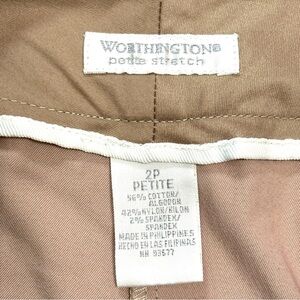 WORTHINGTON®
petite stretch
2P
PETITE
56% COTTON/
ALGODON
42% NYLON/NILON
2% SPANDEX/
SPANDEX
MADE IN PHILIPPINES
HECHO EN LAS FILIPINAS
RN 93677